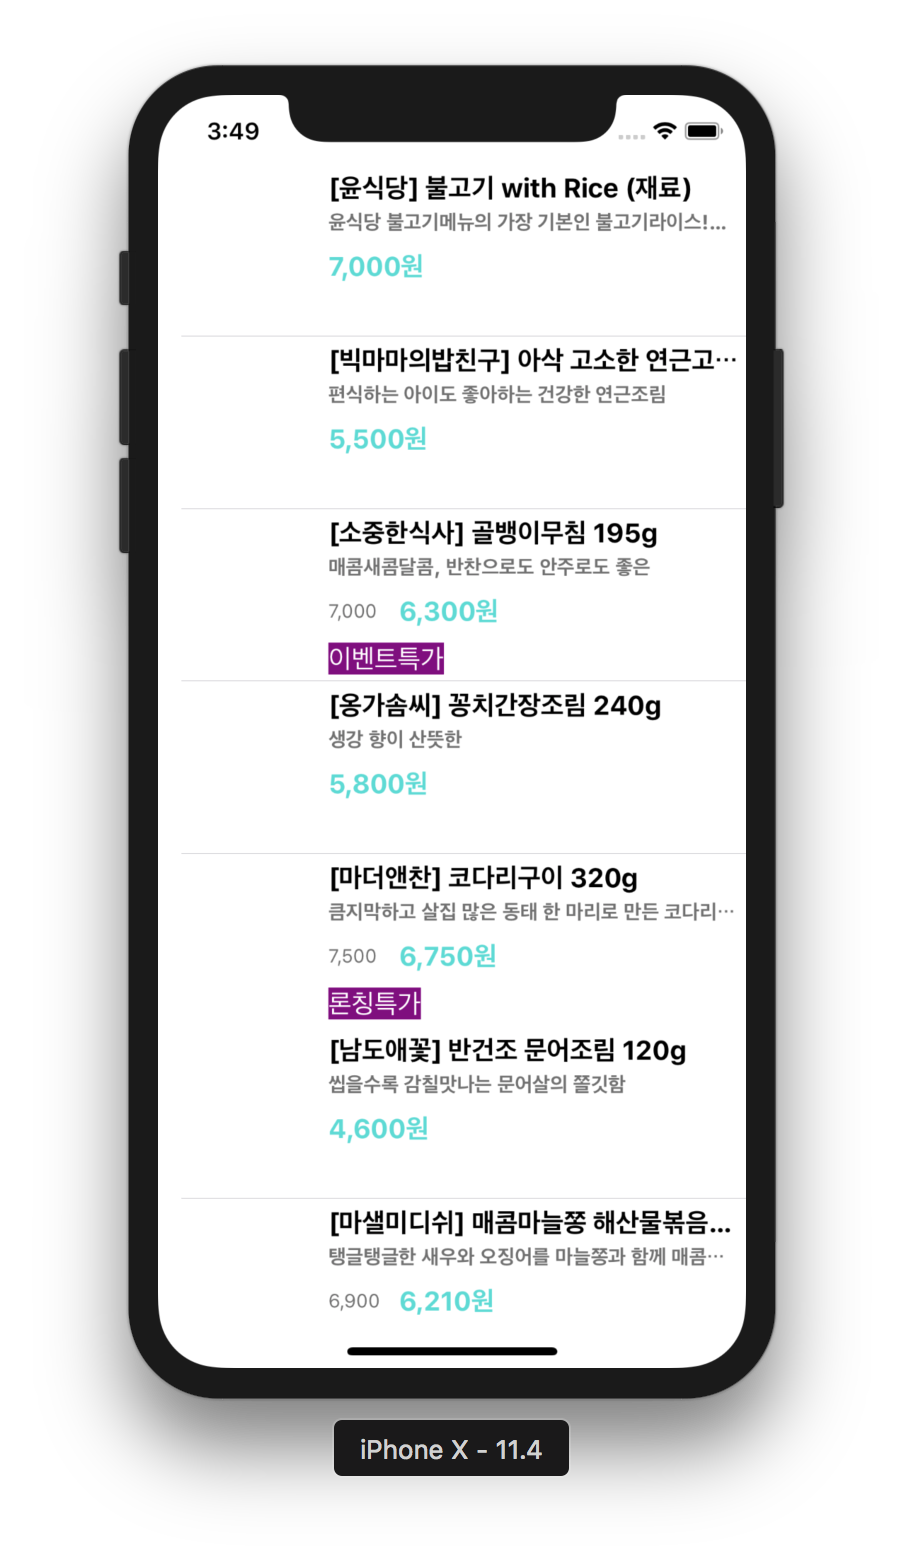 3:49
[윤식당] 불고기 with Rice (재료)
윤식당 불고기메뉴의 가장 기본인 불고기라이스!...
7,000원
[빅마마의밥친구] 아삭 고소한 연근고…
편식하는 아이도 좋아하는 건강한 연근조림
5,500원
[소중한식사] 골뱅이무침 195g
매콤새콤달콤, 반찬으로도 안주로도 좋은
7,000 6,300원
이벤트특가
[옹가솜씨] 꽁치간장조림 240g
생강 향이 산뜻한
5,800원
[마더앤찬] 코다리구이 320g
큼지막하고 살집 많은 동태 한 마리로 만든 코다리…
7,500 6,750원
론칭특가
[남도애꽃] 반건조 문어조림 120g
씹을수록 감칠맛나는 문어살의 쫄깃함
4,600원
[마샐미디쉬] 매콤마늘쫑 해산물볶음...
탱글탱글한 새우와 오징어를 마늘쫑과 함께 매콤…
6,900 6,210원
iPhone X - 11.4